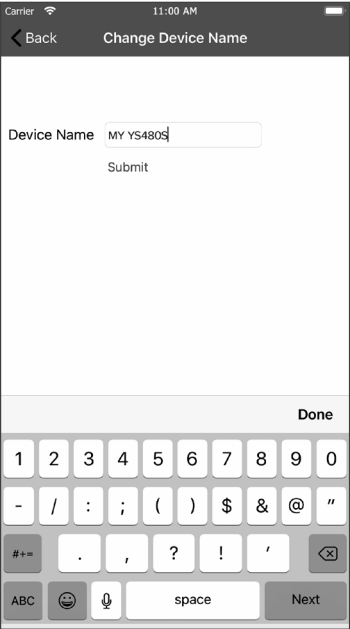 Carrier 11:00 AM
Back Change Device Name
Device Name MY YS480S
Submit
Done
1 2 3 4 5 6 7 8 9 0
- / : ; ( ) $ & @ "
#+= . , ? ! '
ABC space Next